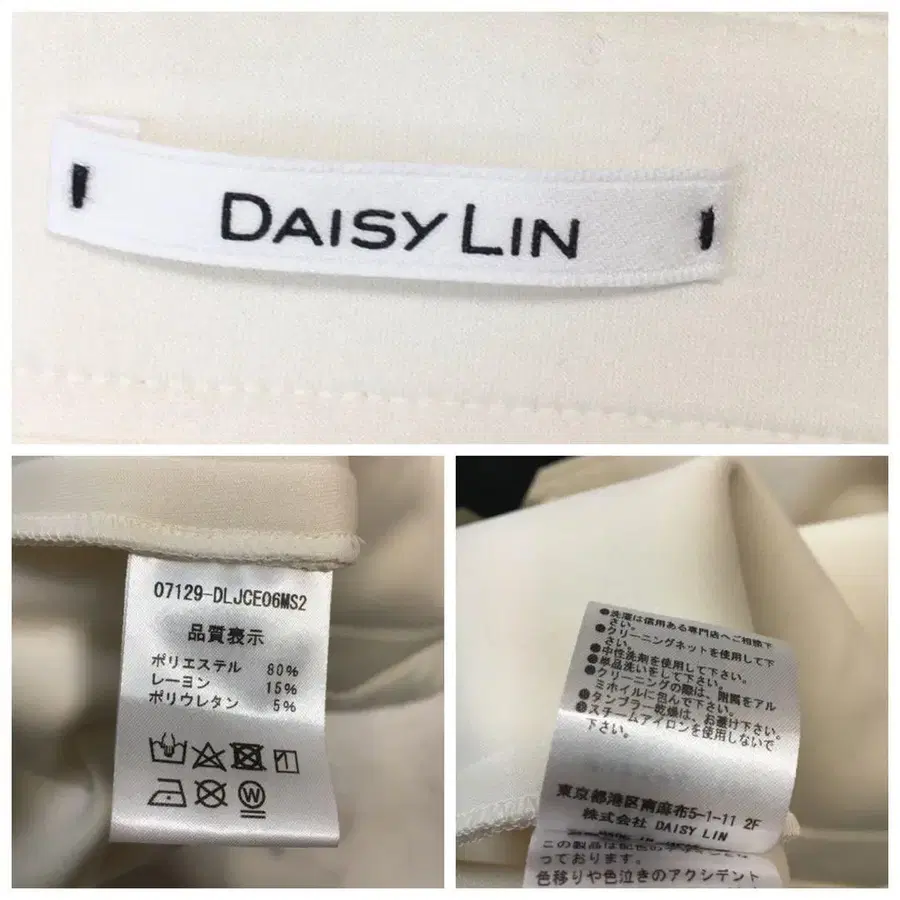 DAISY LIN
07129-DLJCE06MS2
品質表示
ポリエステル 80%
レーヨン 15%
ポリウレタン 5%
W
●洗濯は信用ある専門店へご相談下
さい。
●クリーニングネットを使用して下
さい。
●中性洗剤を使用して下さい。
●単品洗いをして下さい。
●クリーニングの際は、附属をアル
ミホイルに包んで下さい。
●タンブラー乾燥は、お避け下さい。
●スチームアイロンを使用しないで
下さい。
東京都港区南麻布5-1-11 2F
株式会社 DAISY LIN
この製品は配色の
っております。
色移りや色泣きのアクシデント